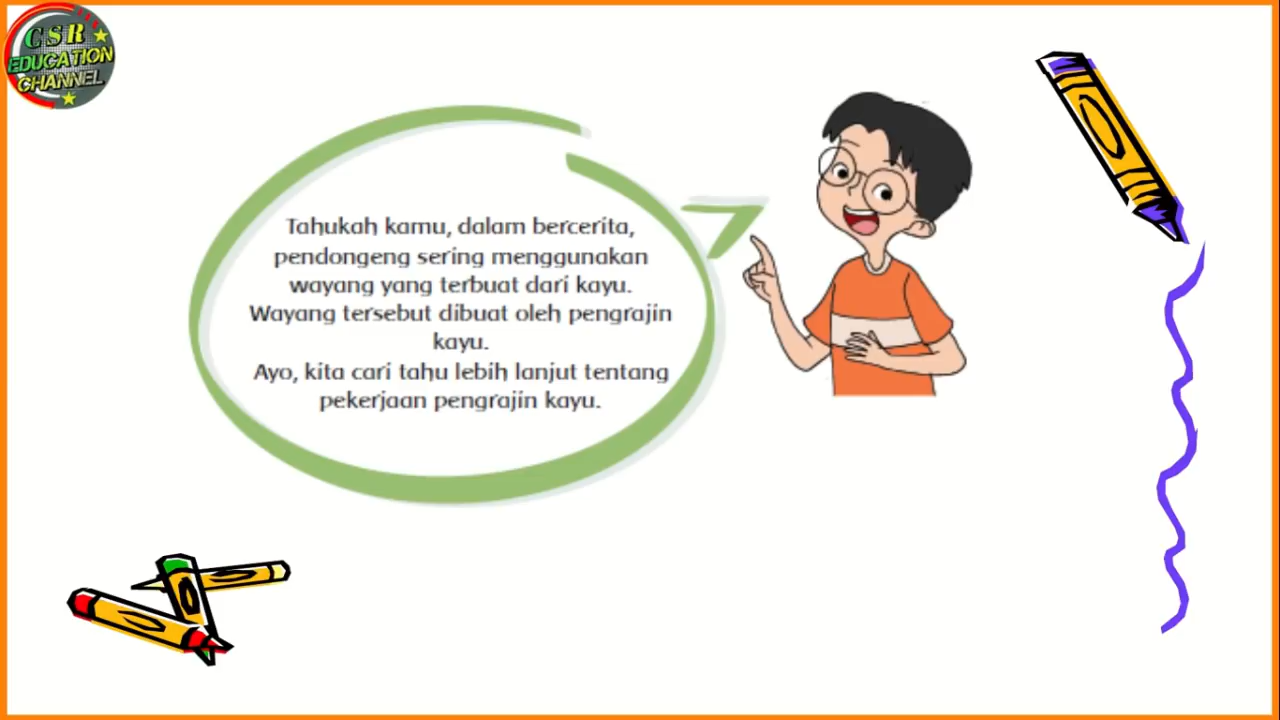 CSR
EDUCATION
CHANNEL
Tahukah kamu, dalam bercerita,
pendongeng sering menggunakan
wayang yang terbuat dari kayu.
Wayang tersebut dibuat oleh pengrajin
kayu.
Ayo, kita cari tahu lebih lanjut tentang
pekerjaan pengrajin kayu.